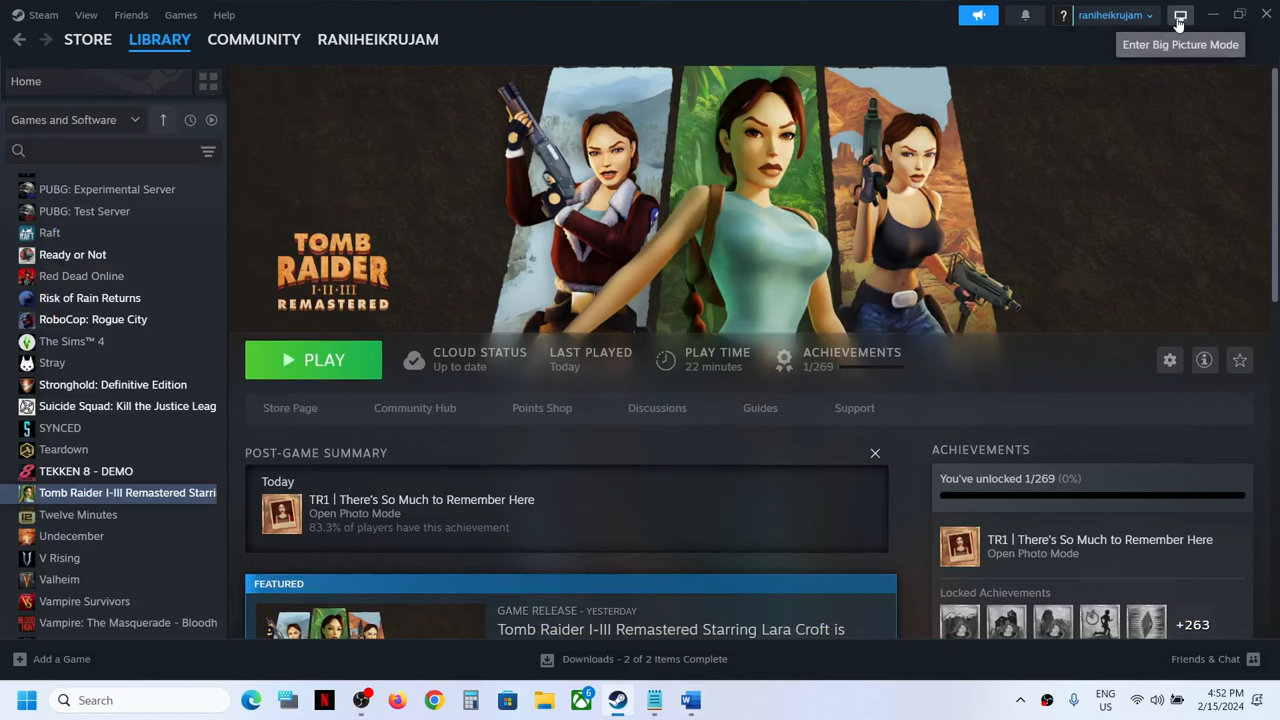 Steam View Friends Games Help
? raniheikrujam
Enter Big Picture Mode
STORE LIBRARY COMMUNITY RANIHEIKRUJAM
Home
Games and Software
PUBG: Experimental Server
PUBG: Test Server
Raft
Ready or Not
Red Dead Online
Risk of Rain Returns
RoboCop: Rogue City
The Sims™ 4
Stray
Stronghold: Definitive Edition
Suicide Squad: Kill the Justice Leag
SYNCED
Teardown
TEKKEN 8 - DEMO
Tomb Raider I-III Remastered Starri
Twelve Minutes
Undecember
V Rising
Valheim
Vampire Survivors
Vampire: The Masquerade - Bloodh
TOMB
RAIDER
I·II·III
REMASTERED
PLAY
CLOUD STATUS
Up to date
LAST PLAYED
Today
PLAY TIME
22 minutes
ACHIEVEMENTS
1/269
Store Page Community Hub Points Shop Discussions Guides Support
POST-GAME SUMMARY
Today
TR1 | There's So Much to Remember Here
Open Photo Mode
83.3% of players have this achievement
FEATURED
GAME RELEASE - YESTERDAY
Tomb Raider I-III Remastered Starring Lara Croft is
ACHIEVEMENTS
You've unlocked 1/269 (0%)
TR1 | There's So Much to Remember Here
Open Photo Mode
Locked Achievements
+263
Add a Game
Downloads - 2 of 2 Items Complete
Friends & Chat
Search
6
ENG
US
4:52 PM
2/15/2024